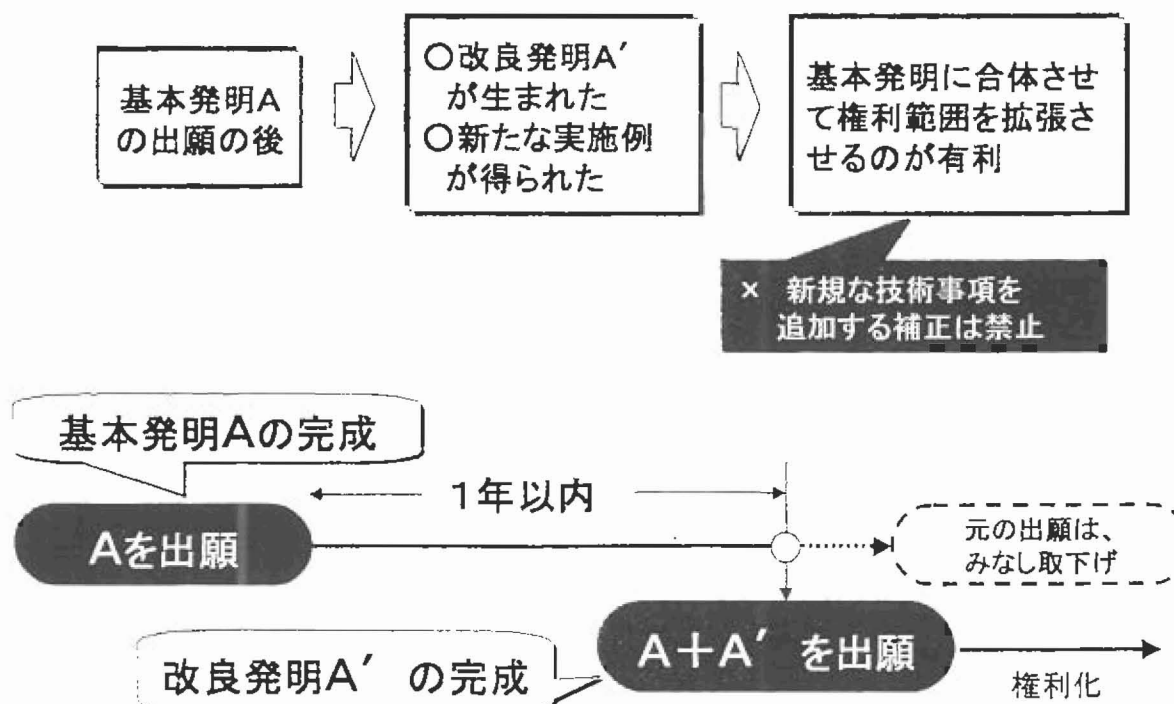 基本発明A
の出願の後
○改良発明A′
が生まれた
○新たな実施例
が得られた
基本発明に合体させ
て権利範囲を拡張さ
せるのが有利
× 新規な技術事項を
追加する補正は禁止
基本発明Aの完成
1年以内
Aを出願
元の出願は、
みなし取下げ
A+A′ を出願
改良発明A′ の完成
権利化